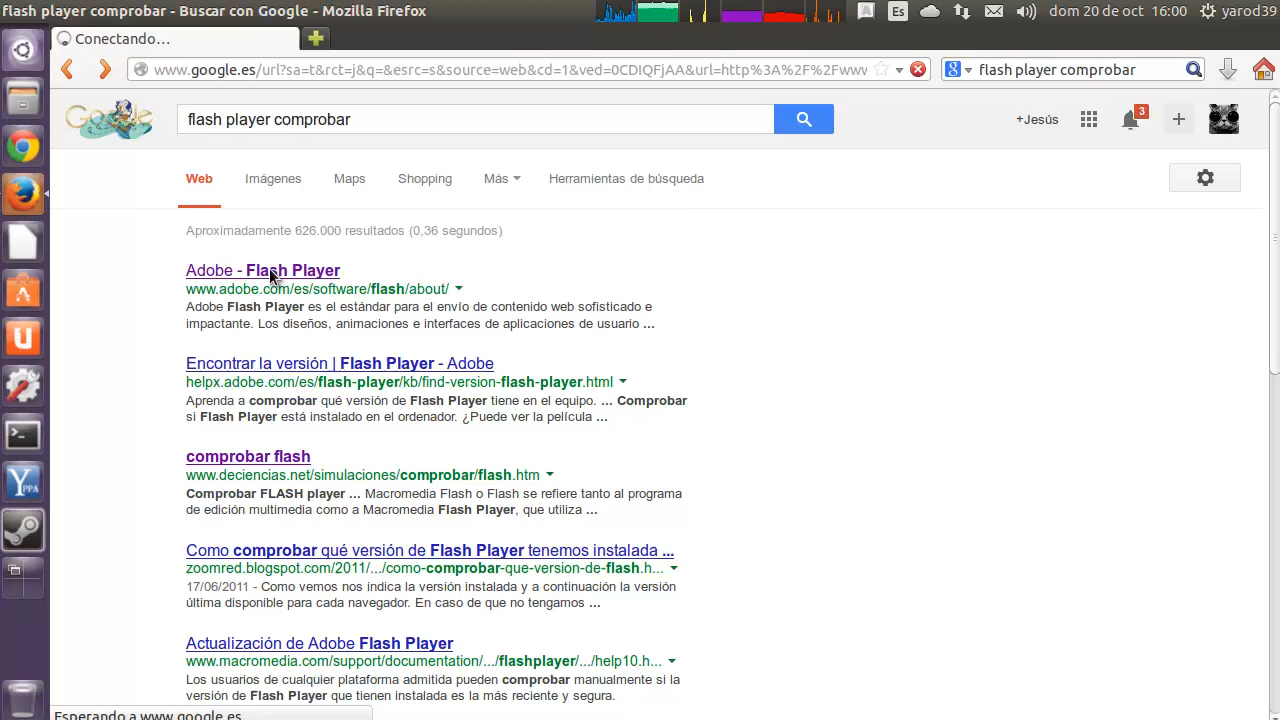 flash player comprobar - Buscar con Google - Mozilla Firefox
A Es dom 20 de oct 16:00 yarod39
Conectando…
www.google.es/url?sa=t&rct=j&q=&esrc=s&source=web&cd=1&ved=0CDIQFjAA&url=http%3A%2F%2Fwwv
flash player comprobar
Google
flash player comprobar
+Jesús
3
Web Imágenes Maps Shopping Más Herramientas de búsqueda
Aproximadamente 626.000 resultados (0,36 segundos)
Adobe - Flash Player
www.adobe.com/es/software/flash/about/
Adobe Flash Player es el estándar para el envío de contenido web sofisticado e
impactante. Los diseños, animaciones e interfaces de aplicaciones de usuario ...
Encontrar la versión | Flash Player - Adobe
helpx.adobe.com/es/flash-player/kb/find-version-flash-player.html
Aprenda a comprobar qué versión de Flash Player tiene en el equipo. ... Comprobar
si Flash Player está instalado en el ordenador. ¿Puede ver la película ...
comprobar flash
www.deciencias.net/simulaciones/comprobar/flash.htm
Comprobar FLASH player ... Macromedia Flash o Flash se refiere tanto al programa
de edición multimedia como a Macromedia Flash Player, que utiliza ...
Como comprobar qué versión de Flash Player tenemos instalada ...
zoomred.blogspot.com/2011/.../como-comprobar-que-version-de-flash.h...
17/06/2011 - Como vemos nos indica la versión instalada y a continuación la versión
última disponible para cada navegador. En caso de que no tengamos ...
Actualización de Adobe Flash Player
www.macromedia.com/support/documentation/.../flashplayer/.../help10.h...
Los usuarios de cualquier plataforma admitida pueden comprobar manualmente si la
versión de Flash Player que tienen instalada es la más reciente y segura.
YPPA
Esperando a www.google.es